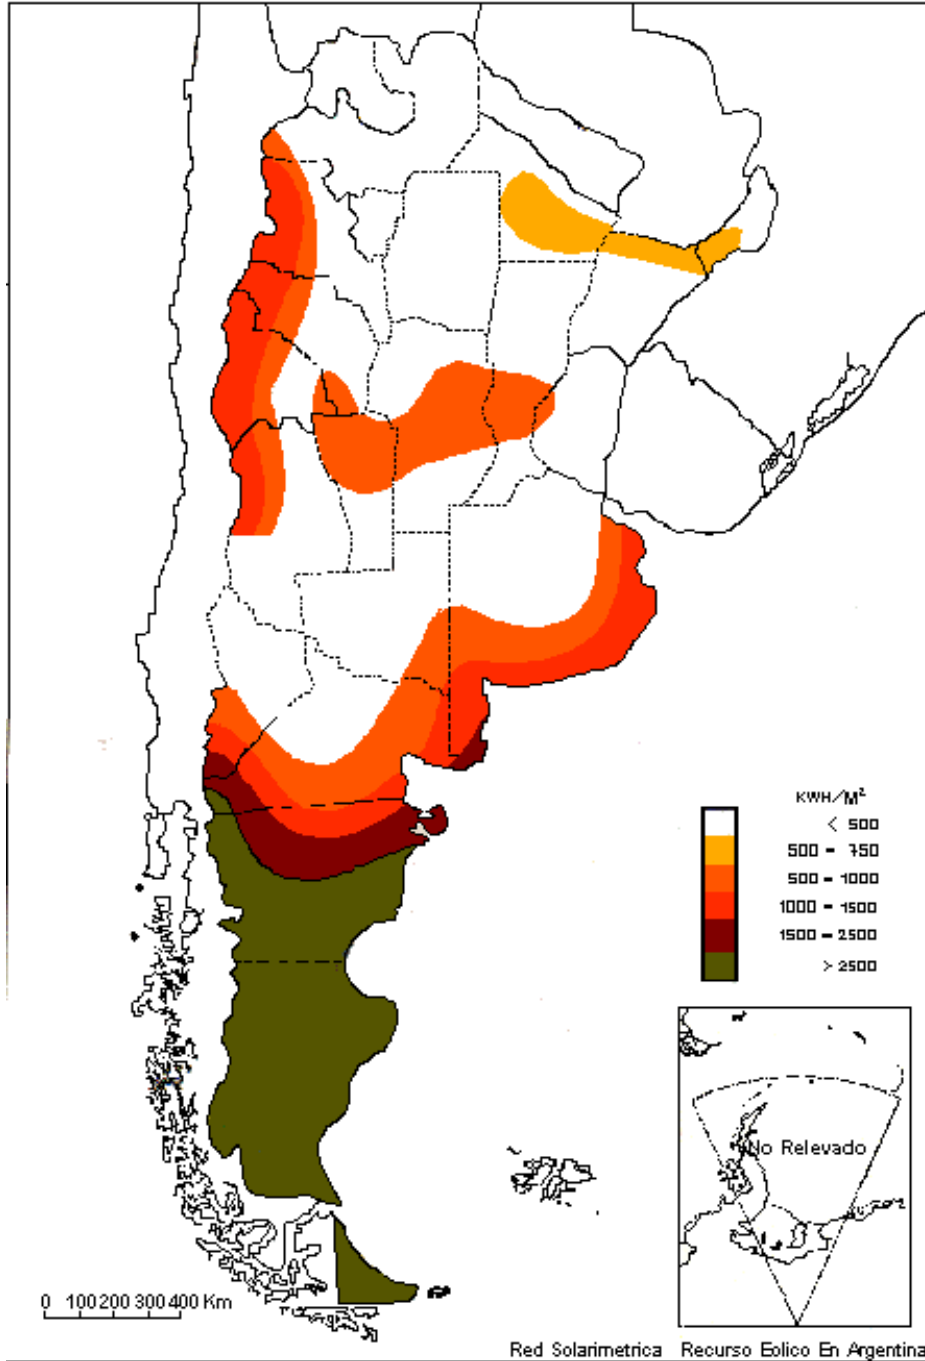 KWH/M²
< 500
500 - 750
500 - 1000
1000 - 1500
1500 - 2500
> 2500
No Relevado
0 100 200 300 400 Km
Red Solarimetrica Recurso Eolico En Argentina